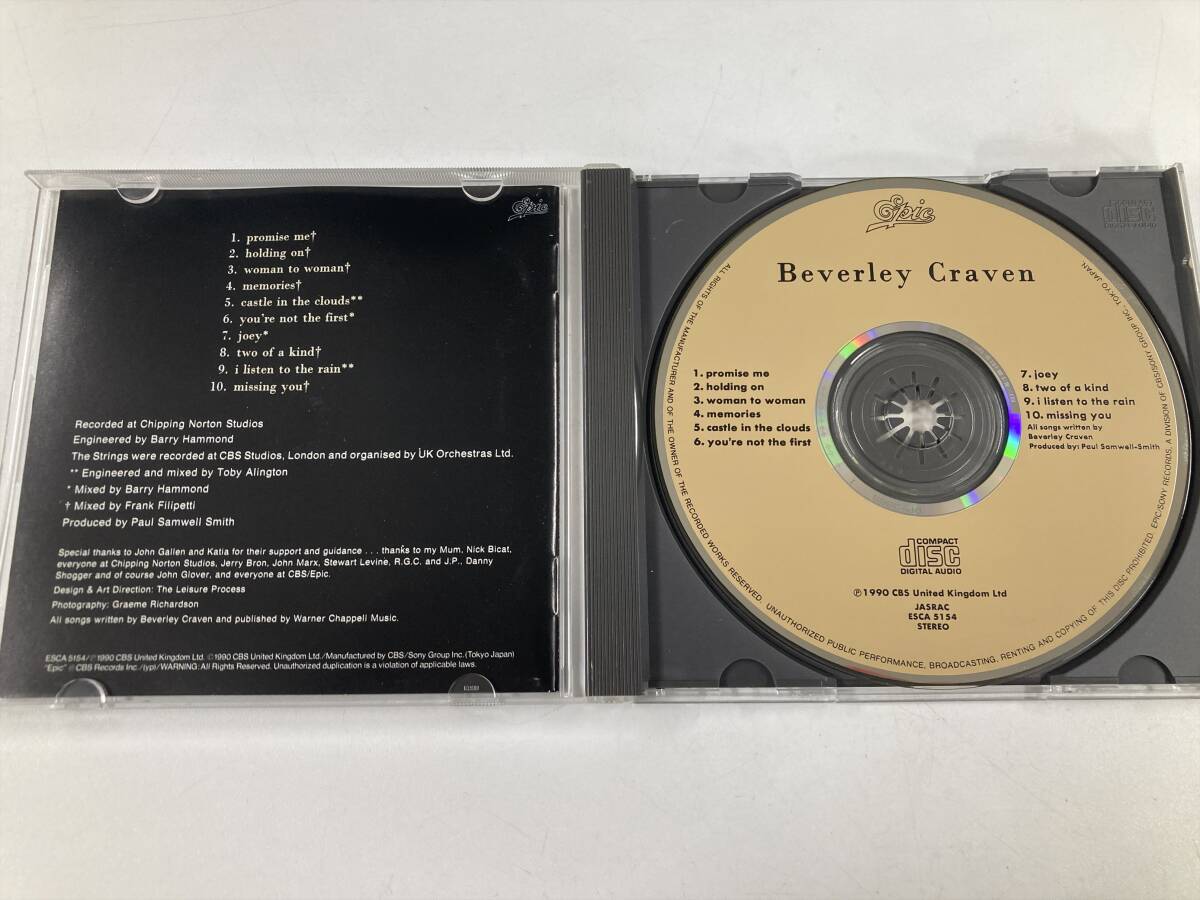 Epic
1. promise me†
2. holding on†
3. woman to woman†
4. memories†
5. castle in the clouds**
6. you're not the first*
7. joey*
8. two of a kind†
9. i listen to the rain**
10. missing you†
Recorded at Chipping Norton Studios
Engineered by Barry Hammond
The Strings were recorded at CBS Studios, London and organised by UK Orchestras Ltd.
** Engineered and mixed by Toby Alington
* Mixed by Barry Hammond
† Mixed by Frank Filipetti
Produced by Paul Samwell Smith
Special thanks to John Gallen and Katia for their support and guidance . . . thanks to my Mum, Nick Bicat,
everyone at Chipping Norton Studios, Jerry Bron, John Marx, Stewart Levine, R.G.C. and J.P., Danny
Shogger and of course John Glover, and everyone at CBS/Epic.
Design & Art Direction: The Leisure Process
Photography: Graeme Richardson
All songs written by Beverley Craven and published by Warner Chappell Music.
ESCA 5154/℗1990 CBS United Kingdom Ltd. ©1990 CBS United Kingdom Ltd./Manufactured by CBS/Sony Group Inc.(Tokyo Japan)
"Epic" ® CBS Records Inc./(yp)/WARNING: All Rights Reserved. Unauthorized duplication is a violation of applicable laws.
Epic
Beverley Craven
1. promise me
2. holding on
3. woman to woman
4. memories
5. castle in the clouds
6. you're not the first
7. joey
8. two of a kind
9. i listen to the rain
10. missing you
All songs written by
Beverley Craven
Produced by: Paul Samwell-Smith
COMPACT
disc
DIGITAL AUDIO
℗1990 CBS United Kingdom Ltd
JASRAC
ESCA 5154
STEREO
ALL RIGHTS OF THE MANUFACTURER AND OF THE OWNER OF THE RECORDED WORKS RESERVED. UNAUTHORIZED PUBLIC PERFORMANCE, BROADCASTING, RENTING AND COPYING OF THIS DISC PROHIBITED. EPIC/SONY RECORDS, A DIVISION OF CBS/SONY GROUP INC., TOKYO JAPAN.
COMPACT
disc
DIGITAL AUDIO